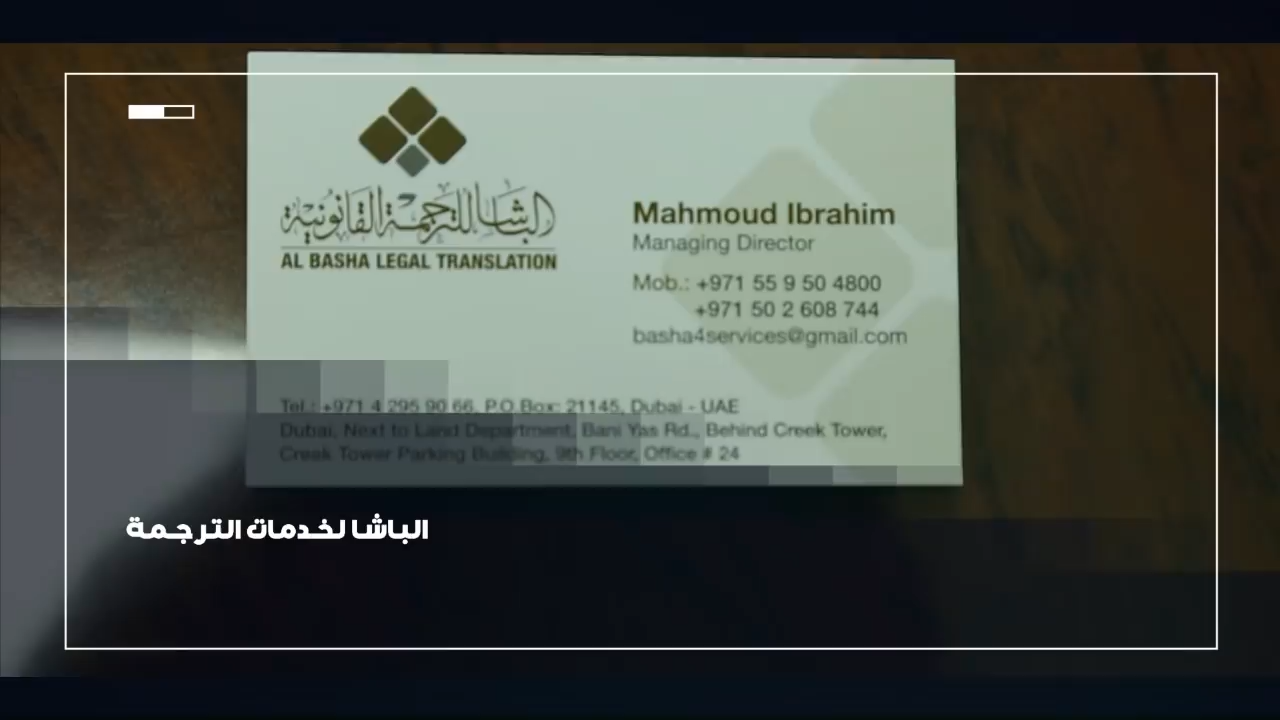 الباشا للترجمة القانونية
AL BASHA LEGAL TRANSLATION
Mahmoud Ibrahim
Managing Director
Mob.: +971 55 9 50 4800
+971 50 2 608 744
basha4services@gmail.com
Tel.: +971 4 295 90 66, P.O.Box: 21145, Dubai - UAE
Dubai, Next to Land Department, Bani Yas Rd., Behind Creek Tower,
Creek Tower Parking Building, 9th Floor, Office # 24
الباشا لخدمات الترجمة